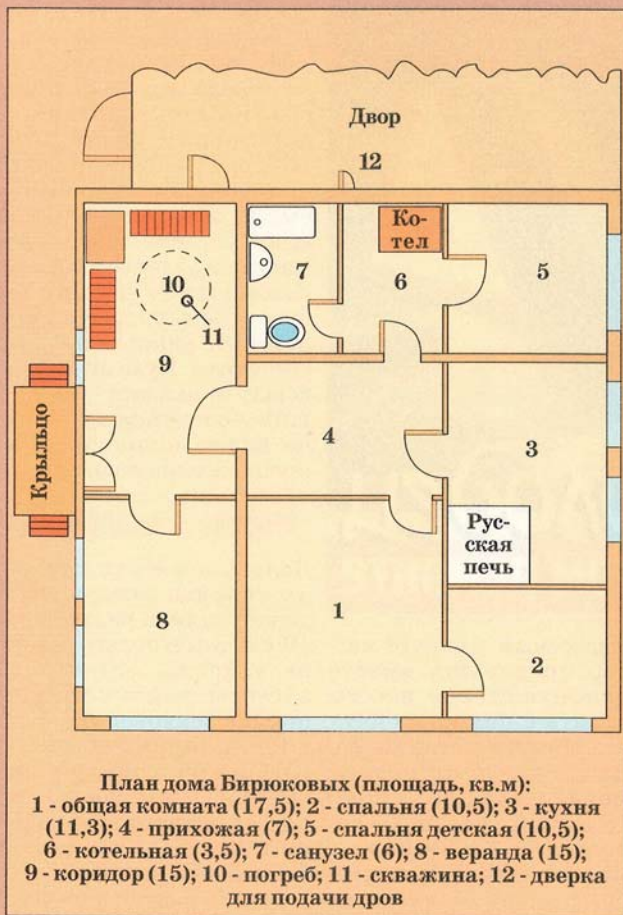 Двор
12
Ко-
тел
7
6
5
10
11
9
Крыльцо
4
3
Рус-
ская
печь
8
1
2
План дома Бирюковых (площадь, кв.м):
1 - общая комната (17,5); 2 - спальня (10,5); 3 - кухня
(11,3); 4 - прихожая (7); 5 - спальня детская (10,5);
6 - котельная (3,5); 7 - санузел (6); 8 - веранда (15);
9 - коридор (15); 10 - погреб; 11 - скважина; 12 - дверка
для подачи дров